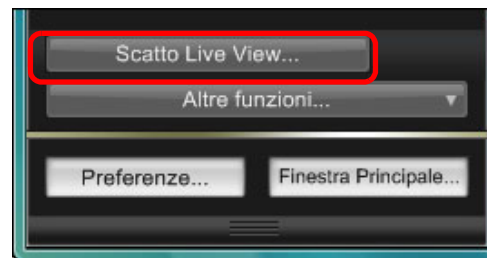 Scatto Live View...
Altre funzioni...
Preferenze... Finestra Principale...